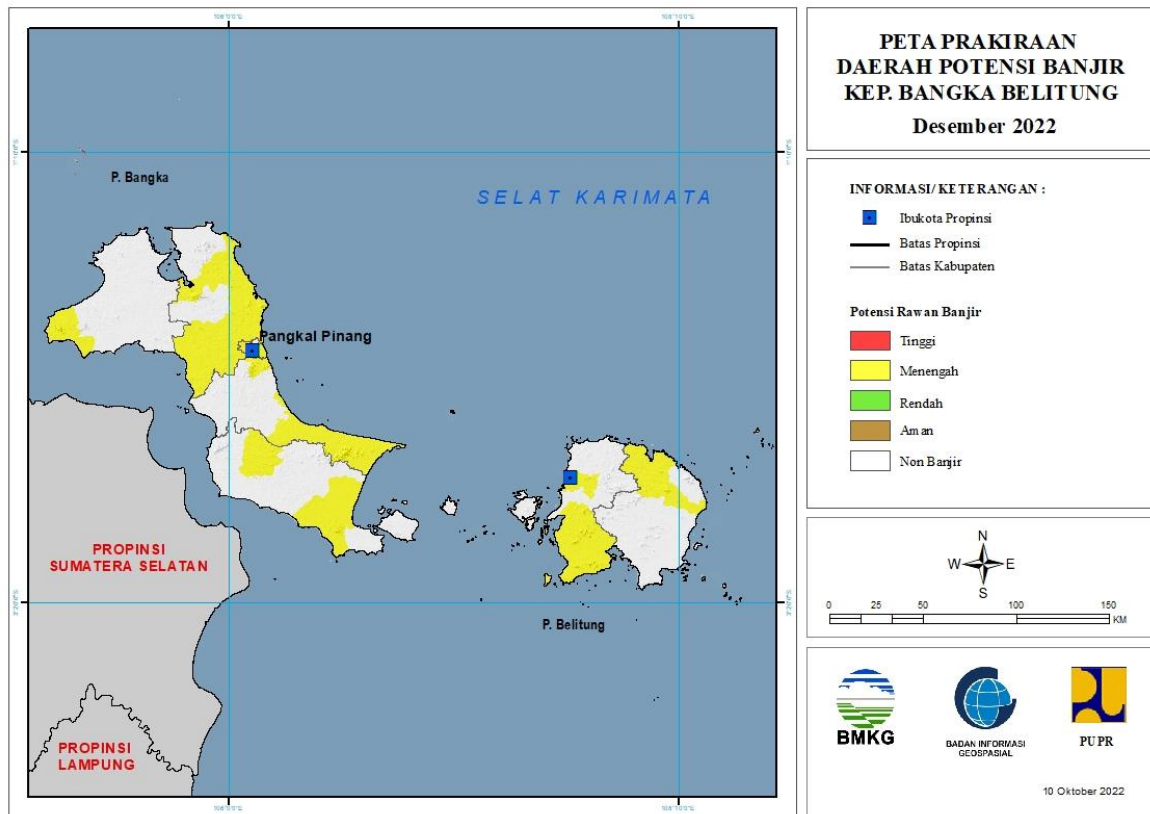 PETA PRAKIRAAN
DAERAH POTENSI BANJIR
KEP. BANGKA BELITUNG
Desember 2022
P. Bangka
SELAT KARIMATA
Pangkal Pinang
PROPINSI
SUMATERA SELATAN
P. Belitung
PROPINSI
LAMPUNG
INFORMASI/ KETERANGAN :
Ibukota Propinsi
Batas Propinsi
Batas Kabupaten
Potensi Rawan Banjir
Tinggi
Menengah
Rendah
Aman
Non Banjir
N
W E
S
0 25 50 100 150
KM
BMKG
BADAN INFORMASI
GEOSPASIAL
PUPR
10 Oktober 2022